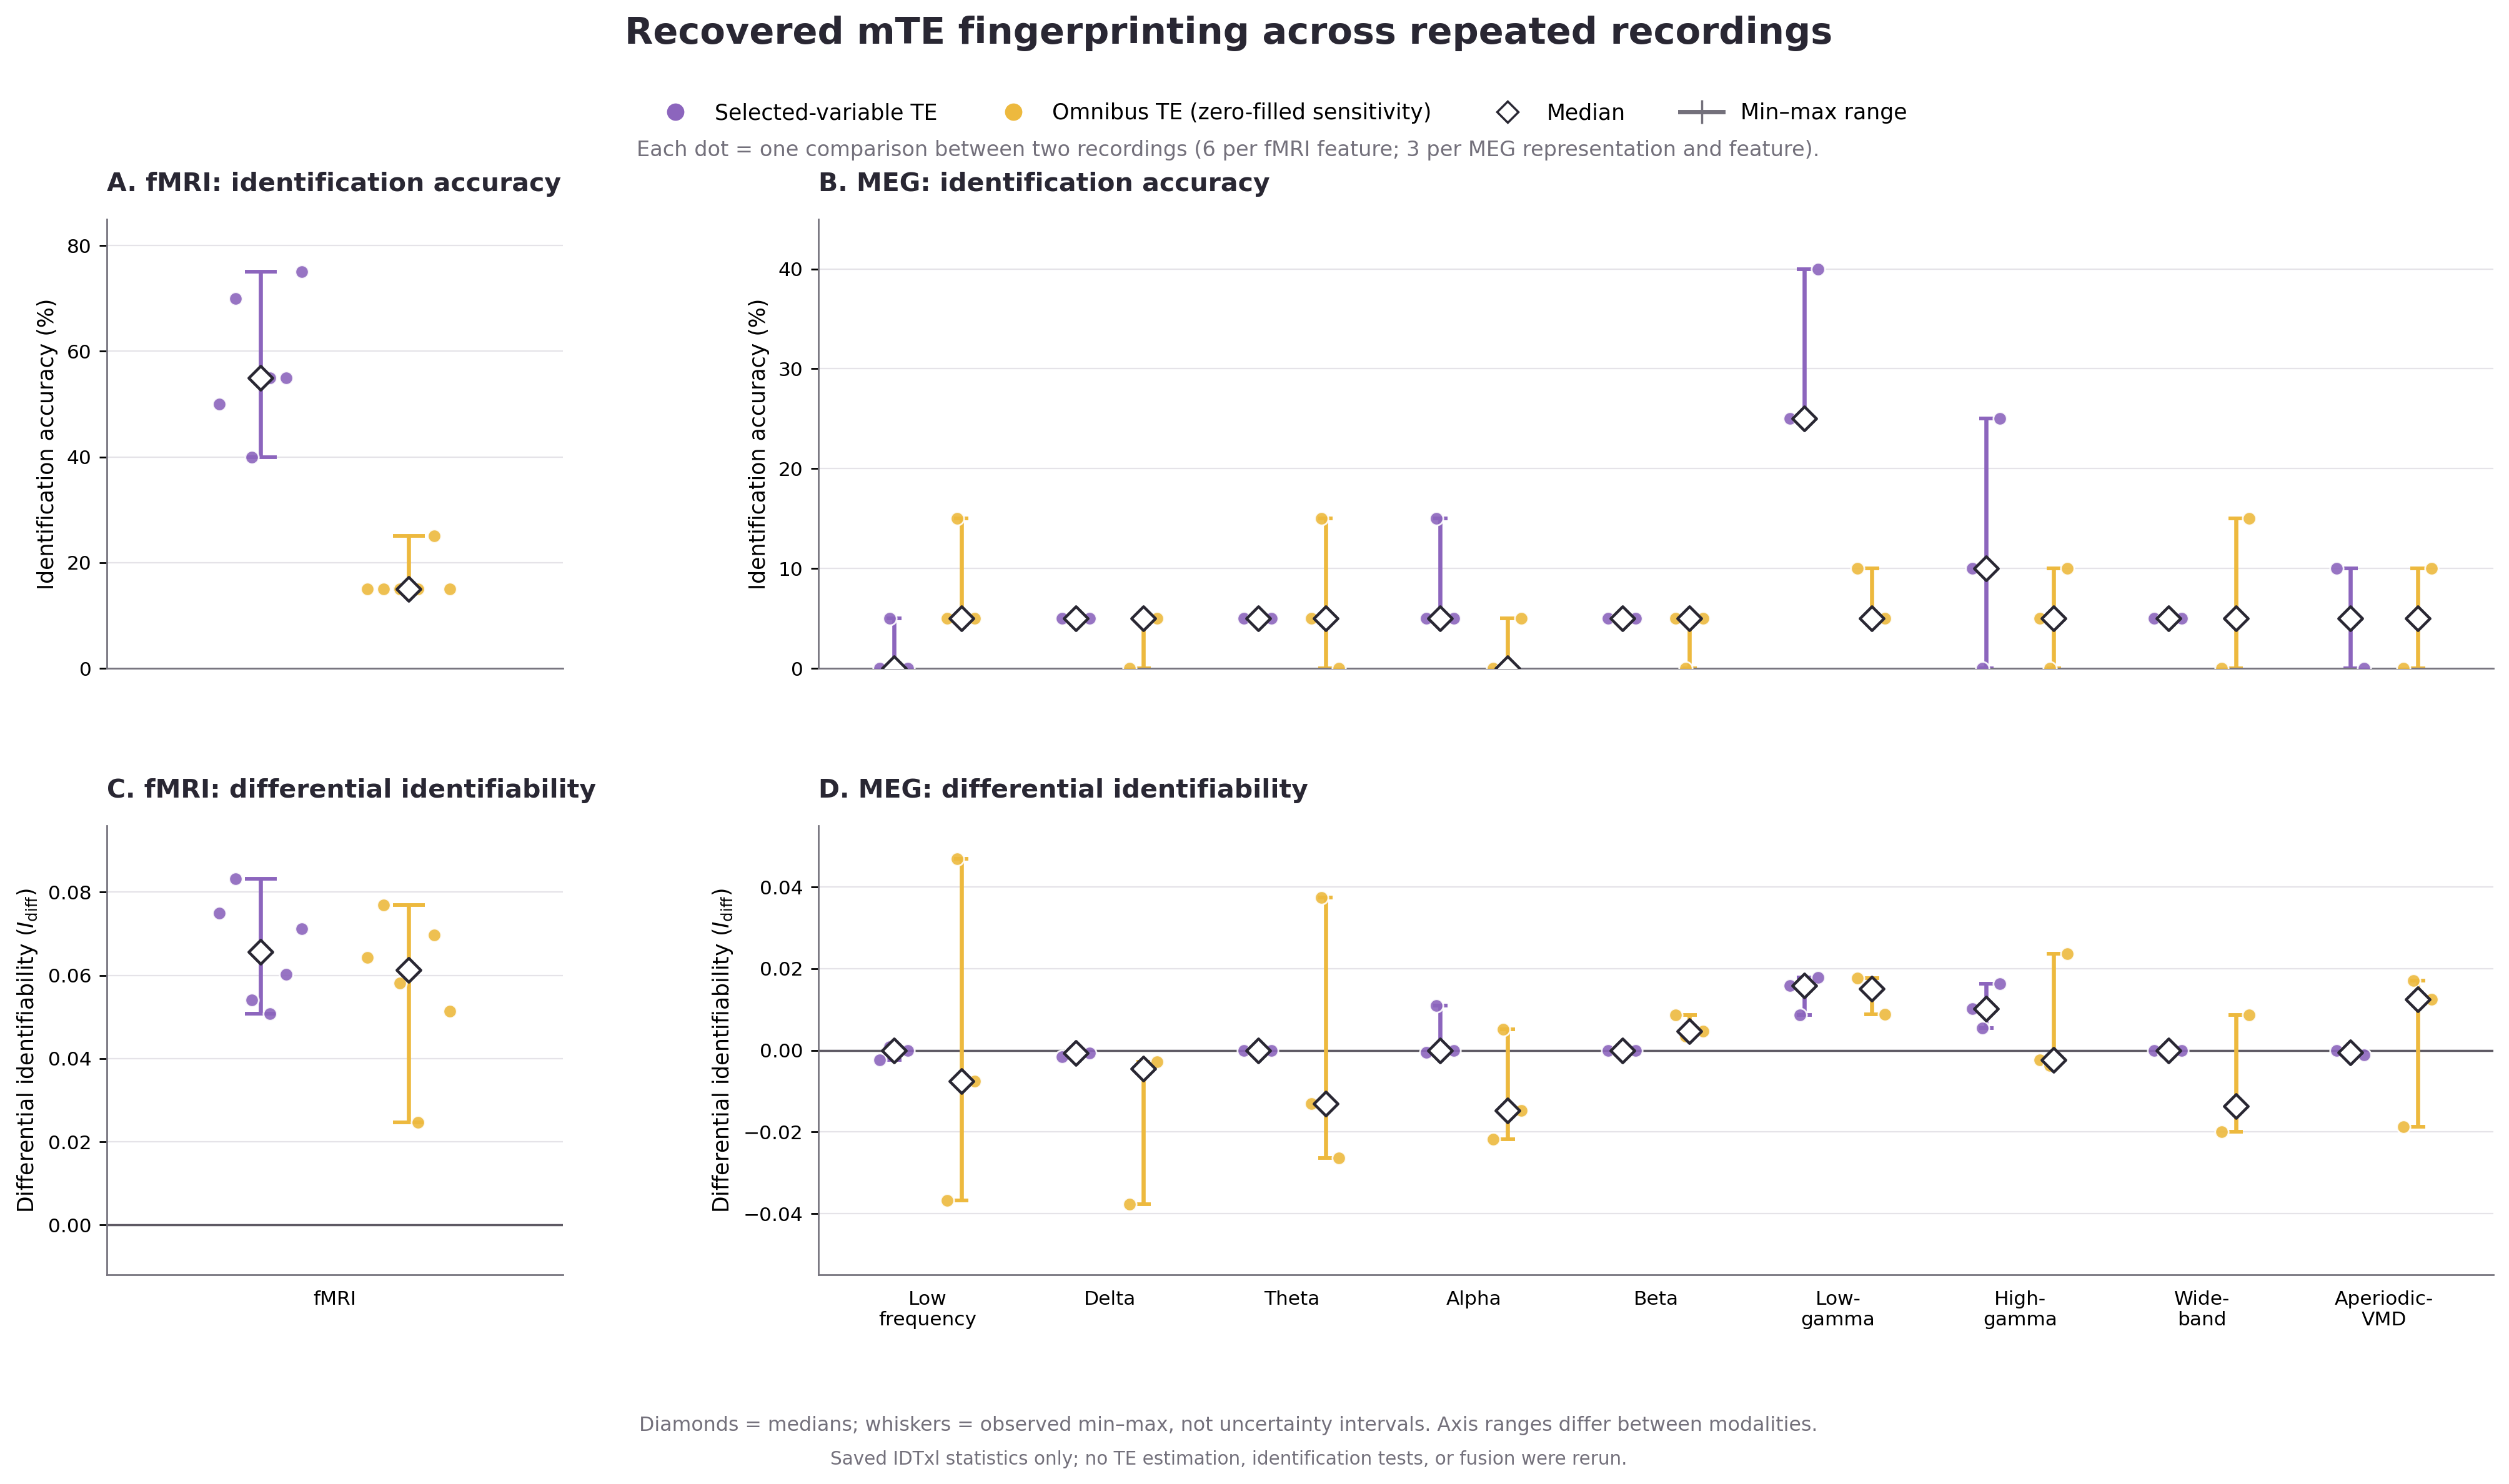 Recovered mTE fingerprinting across repeated recordings
Selected-variable TE
Omnibus TE (zero-filled sensitivity)
Median
Min–max range
Each dot = one comparison between two recordings (6 per fMRI feature; 3 per MEG representation and feature).
A. fMRI: identification accuracy
Identification accuracy (%)
80
60
40
20
0
B. MEG: identification accuracy
Identification accuracy (%)
40
30
20
10
0
C. fMRI: differential identifiability
Differential identifiability (Idiff)
0.08
0.06
0.04
0.02
0.00
fMRI
D. MEG: differential identifiability
Differential identifiability (Idiff)
0.04
0.02
0.00
−0.02
−0.04
Low
frequency
Delta
Theta
Alpha
Beta
Low-
gamma
High-
gamma
Wide-
band
Aperiodic-
VMD
Diamonds = medians; whiskers = observed min–max, not uncertainty intervals. Axis ranges differ between modalities.
Saved IDTxl statistics only; no TE estimation, identification tests, or fusion were rerun.